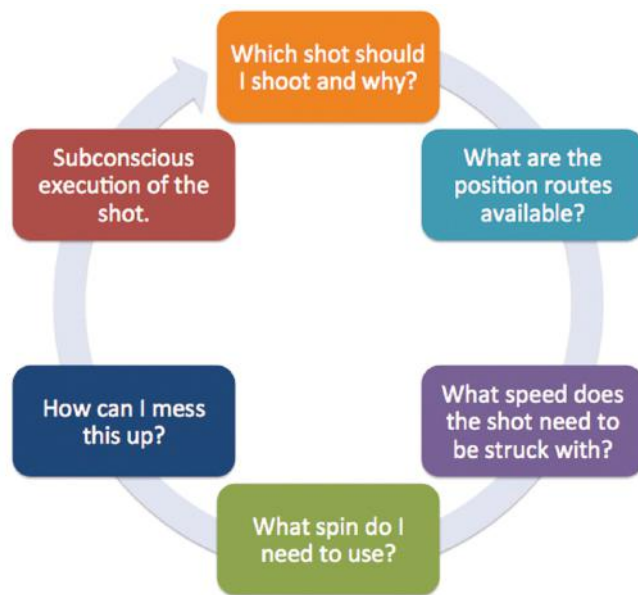 Which shot should
I shoot and why?
What are the
position routes
available?
What speed does
the shot need to
be struck with?
What spin do I
need to use?
How can I mess
this up?
Subconscious
execution of the
shot.